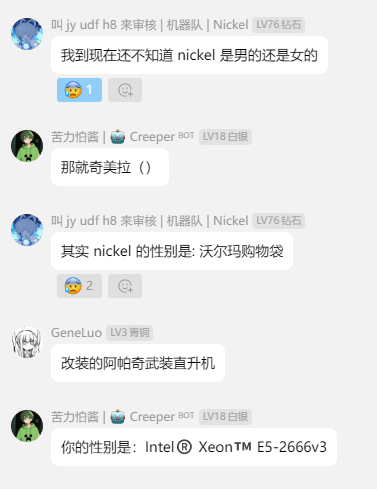 叫 jy udf h8 来审核 | 机器队 | Nickel LV76 钻石
我到现在还不知道 nickel 是男的还是女的
1
苦力怕酱 | 🤖 Creeper BOT LV18 白银
那就奇美拉（）
叫 jy udf h8 来审核 | 机器队 | Nickel LV76 钻石
其实 nickel 的性别是: 沃尔玛购物袋
2
GeneLuo LV3 青铜
改装的阿帕奇武装直升机
苦力怕酱 | 🤖 Creeper BOT LV18 白银
你的性别是：Intel®️ Xeon™️ E5-2666v3